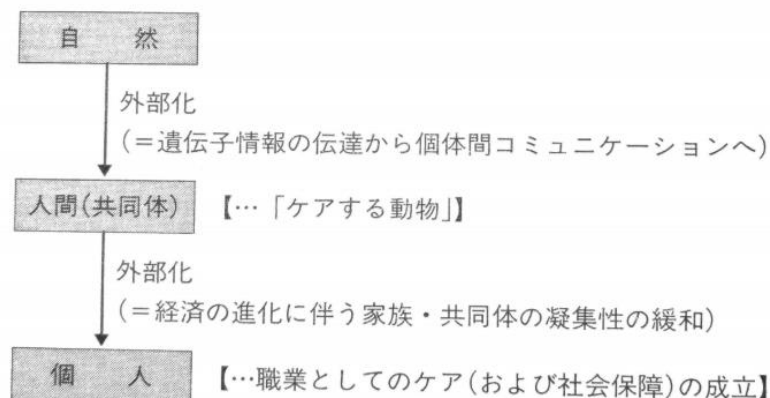 自　然
外部化
(=遺伝子情報の伝達から個体間コミュニケーションへ)
人間(共同体)　【…「ケアする動物」】
外部化
(=経済の進化に伴う家族・共同体の凝集性の緩和)
個　人　【…職業としてのケア(および社会保障)の成立】